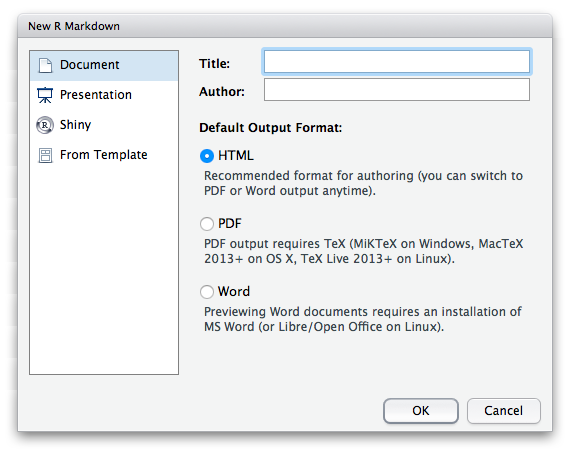 New R Markdown
Document
Presentation
Shiny
From Template
Title:
Author:
Default Output Format:
HTML
Recommended format for authoring (you can switch to
PDF or Word output anytime).
PDF
PDF output requires TeX (MiKTeX on Windows, MacTeX
2013+ on OS X, TeX Live 2013+ on Linux).
Word
Previewing Word documents requires an installation of
MS Word (or Libre/Open Office on Linux).
OK
Cancel